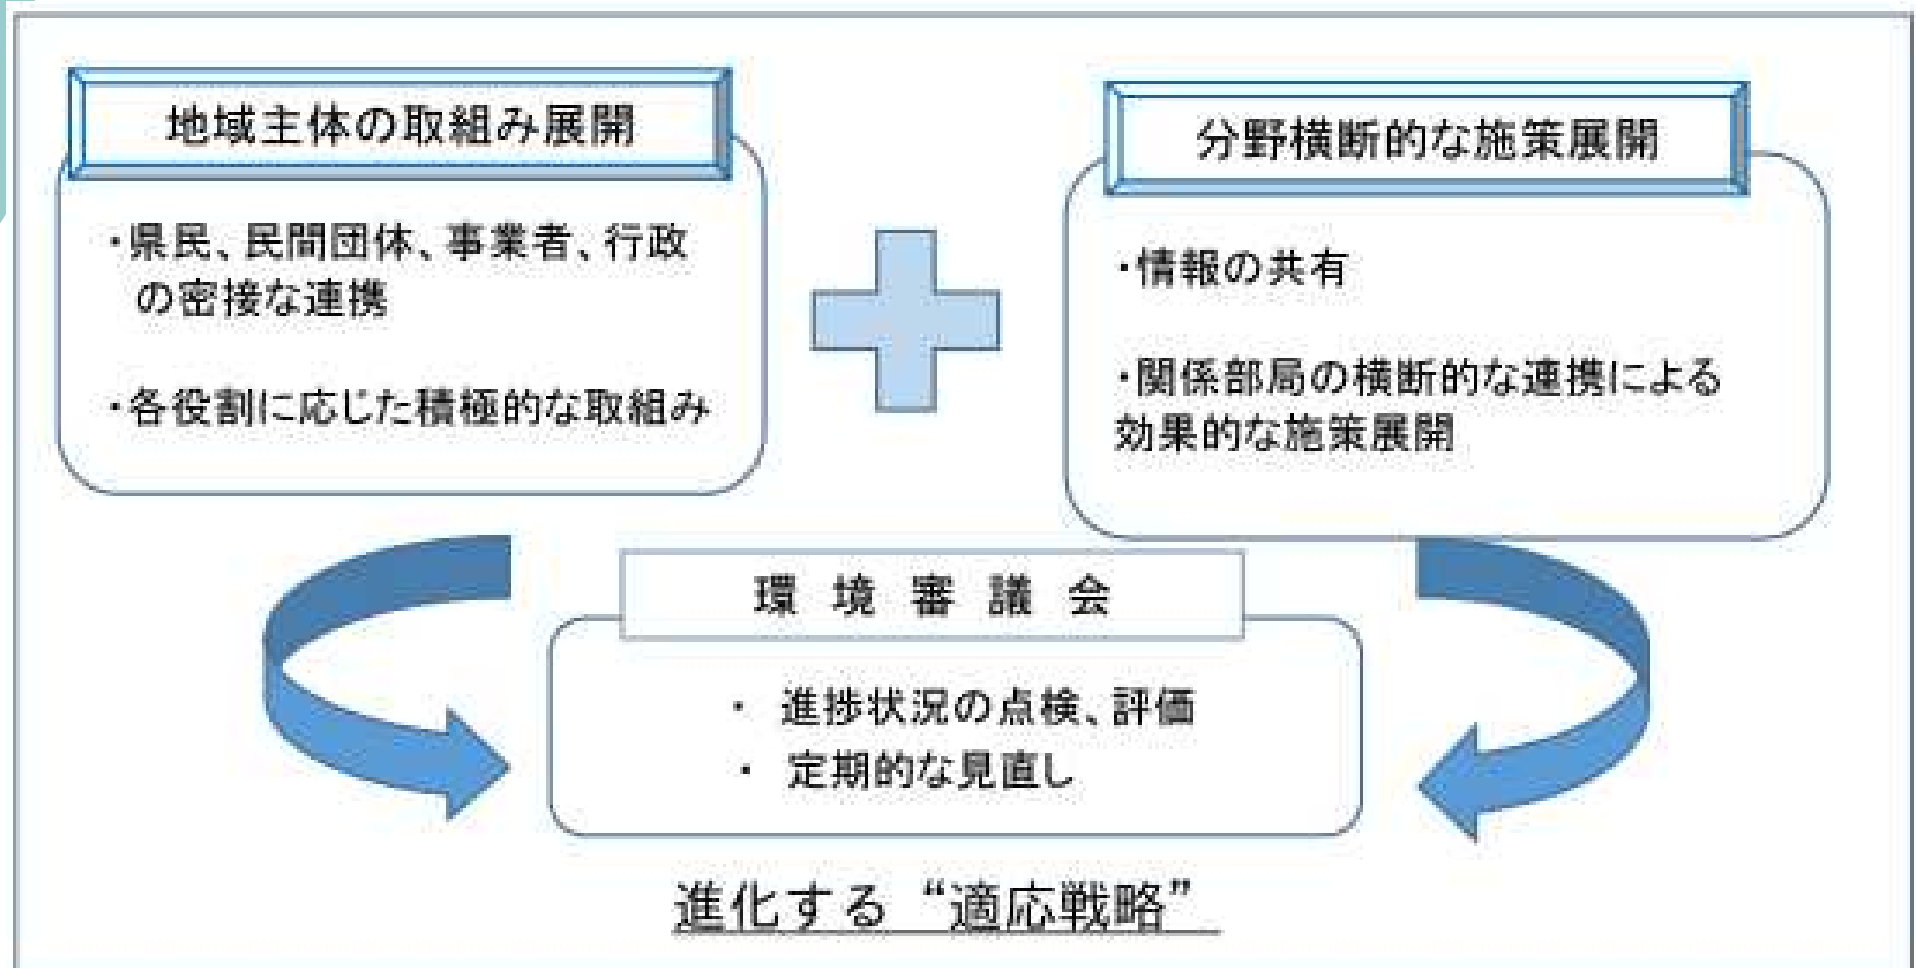 地域主体の取組み展開
・県民、民間団体、事業者、行政
の密接な連携
・各役割に応じた積極的な取組み
分野横断的な施策展開
・情報の共有
・関係部局の横断的な連携による
効果的な施策展開
環 境 審 議 会
・ 進捗状況の点検、評価
・ 定期的な見直し
進化する “適応戦略”